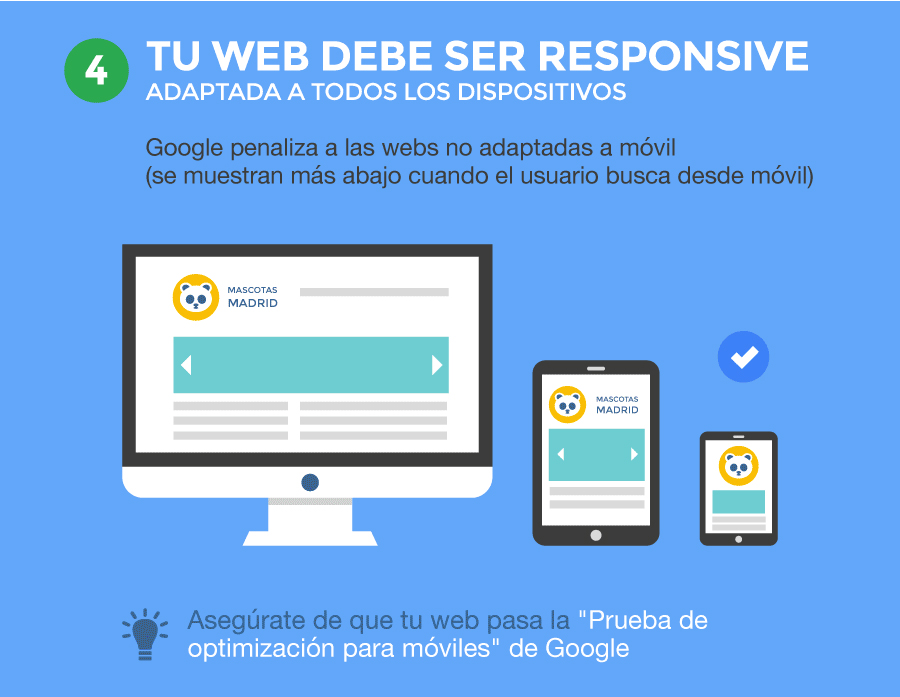 4
TU WEB DEBE SER RESPONSIVE
ADAPTADA A TODOS LOS DISPOSITIVOS
Google penaliza a las webs no adaptadas a móvil
(se muestran más abajo cuando el usuario busca desde móvil)
MASCOTAS
MADRID
MASCOTAS
MADRID
Asegúrate de que tu web pasa la "Prueba de
optimización para móviles" de Google